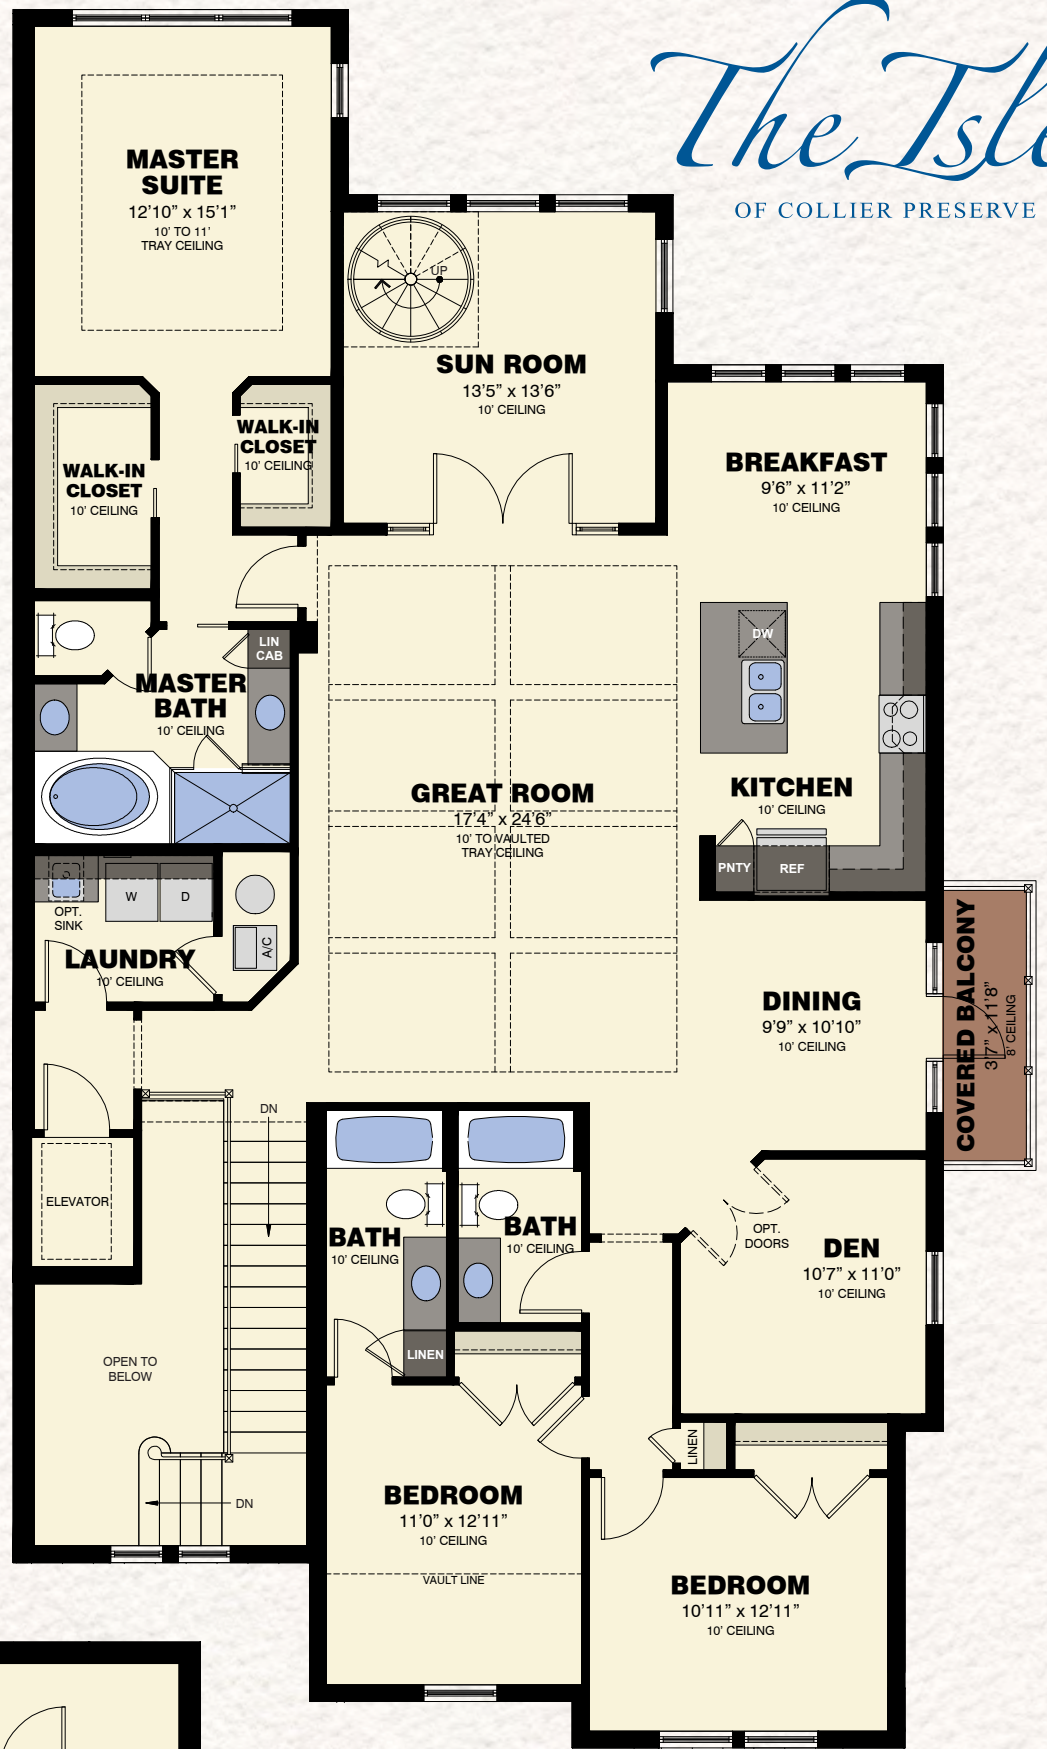 The Isle
OF COLLIER PRESERVE
MASTER
SUITE
12'10" x 15'1"
10' TO 11'
TRAY CEILING
UP
SUN ROOM
13'5" x 13'6"
10' CEILING
WALK-IN
CLOSET
10' CEILING
WALK-IN
CLOSET
10' CEILING
BREAKFAST
9'6" x 11'2"
10' CEILING
LIN
CAB
DW
MASTER
BATH
10' CEILING
GREAT ROOM
17'4" x 24'6"
10' TO VAULTED
TRAY CEILING
KITCHEN
10' CEILING
PNTY
REF
W
D
OPT.
SINK
A/C
LAUNDRY
10' CEILING
COVERED BALCONY
3'7" x 11'8"
8' CEILING
DINING
9'9" x 10'10"
10' CEILING
DN
ELEVATOR
BATH
10' CEILING
BATH
10' CEILING
OPT.
DOORS
DEN
10'7" x 11'0"
10' CEILING
OPEN TO
BELOW
LINEN
LINEN
DN
BEDROOM
11'0" x 12'11"
10' CEILING
VAULT LINE
BEDROOM
10'11" x 12'11"
10' CEILING